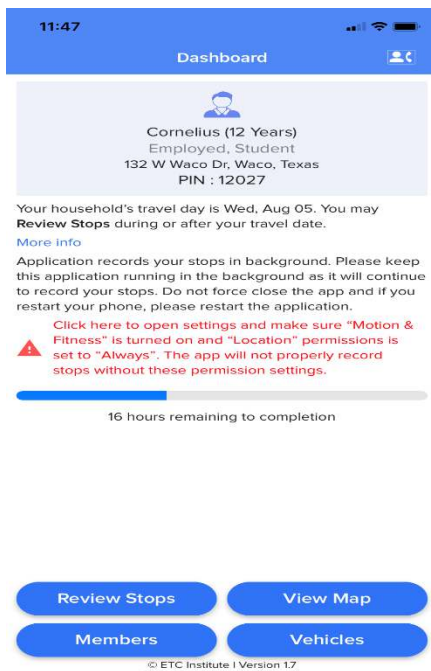 11:47
Dashboard
Cornelius (12 Years)
Employed, Student
132 W Waco Dr, Waco, Texas
PIN : 12027
Your household's travel day is Wed, Aug 05. You may
Review Stops during or after your travel date.
More info
Application records your stops in background. Please keep
this application running in the background as it will continue
to record your stops. Do not force close the app and if you
restart your phone, please restart the application.
Click here to open settings and make sure “Motion &
Fitness” is turned on and “Location” permissions is
set to “Always”. The app will not properly record
stops without these permission settings.
16 hours remaining to completion
Review Stops
View Map
Members
Vehicles
© ETC Institute I Version 1.7